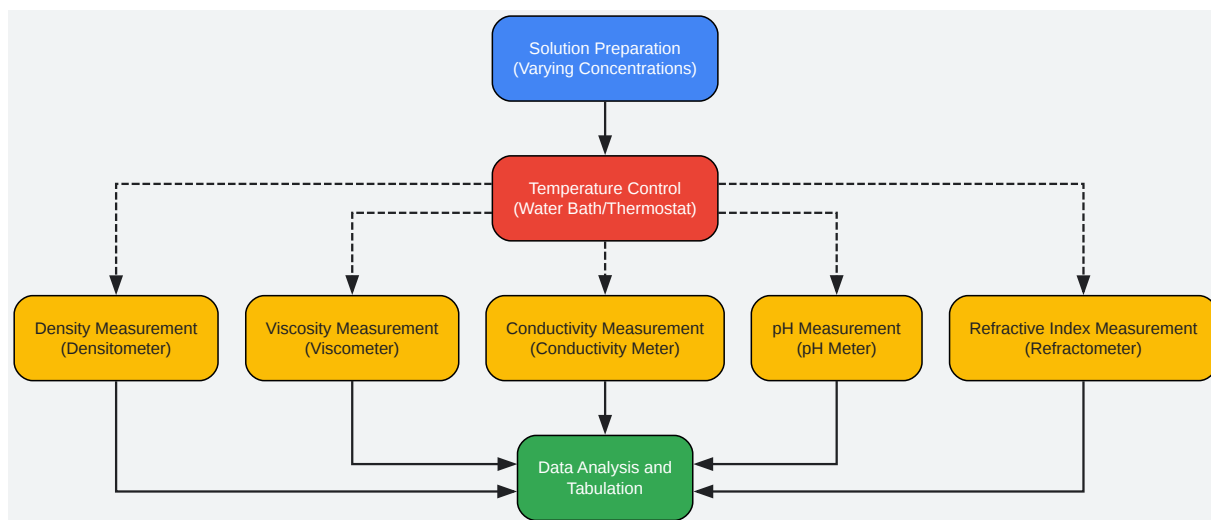 Solution Preparation
(Varying Concentrations)
Temperature Control
(Water Bath/Thermostat)
Density Measurement
(Densitometer)
Viscosity Measurement
(Viscometer)
Conductivity Measurement
(Conductivity Meter)
pH Measurement
(pH Meter)
Refractive Index Measurement
(Refractometer)
Data Analysis and
Tabulation